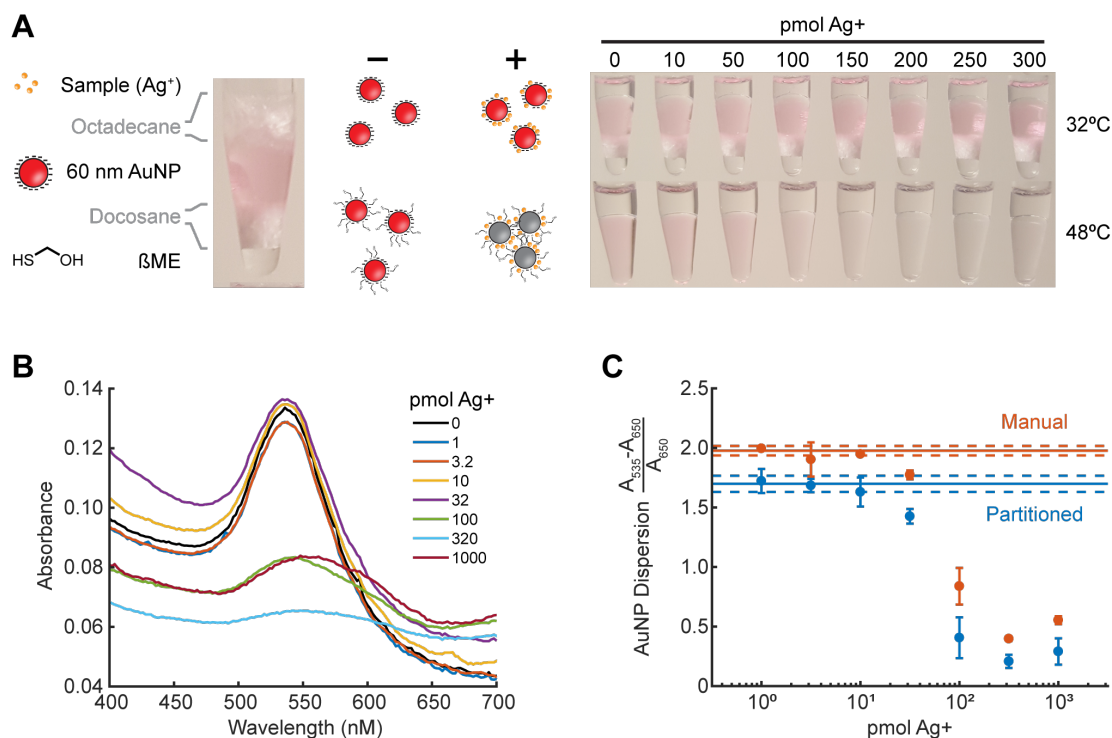 A
Sample (Ag⁺)
Octadecane
60 nm AuNP
Docosane
HS OH ßME
− +
pmol Ag+
0 10 50 100 150 200 250 300
32ºC
48ºC
B
0.14
0.12
0.10
0.08
0.06
0.04
Absorbance
400 450 500 550 600 650 700
Wavelength (nM)
pmol Ag+
0
1
3.2
10
32
100
320
1000
C
2.5
2.0
1.5
1.0
0.5
0
AuNP Dispersion
A₅₃₅-A₆₅₀
A₆₅₀
Manual
Partitioned
10⁰ 10¹ 10² 10³
pmol Ag+